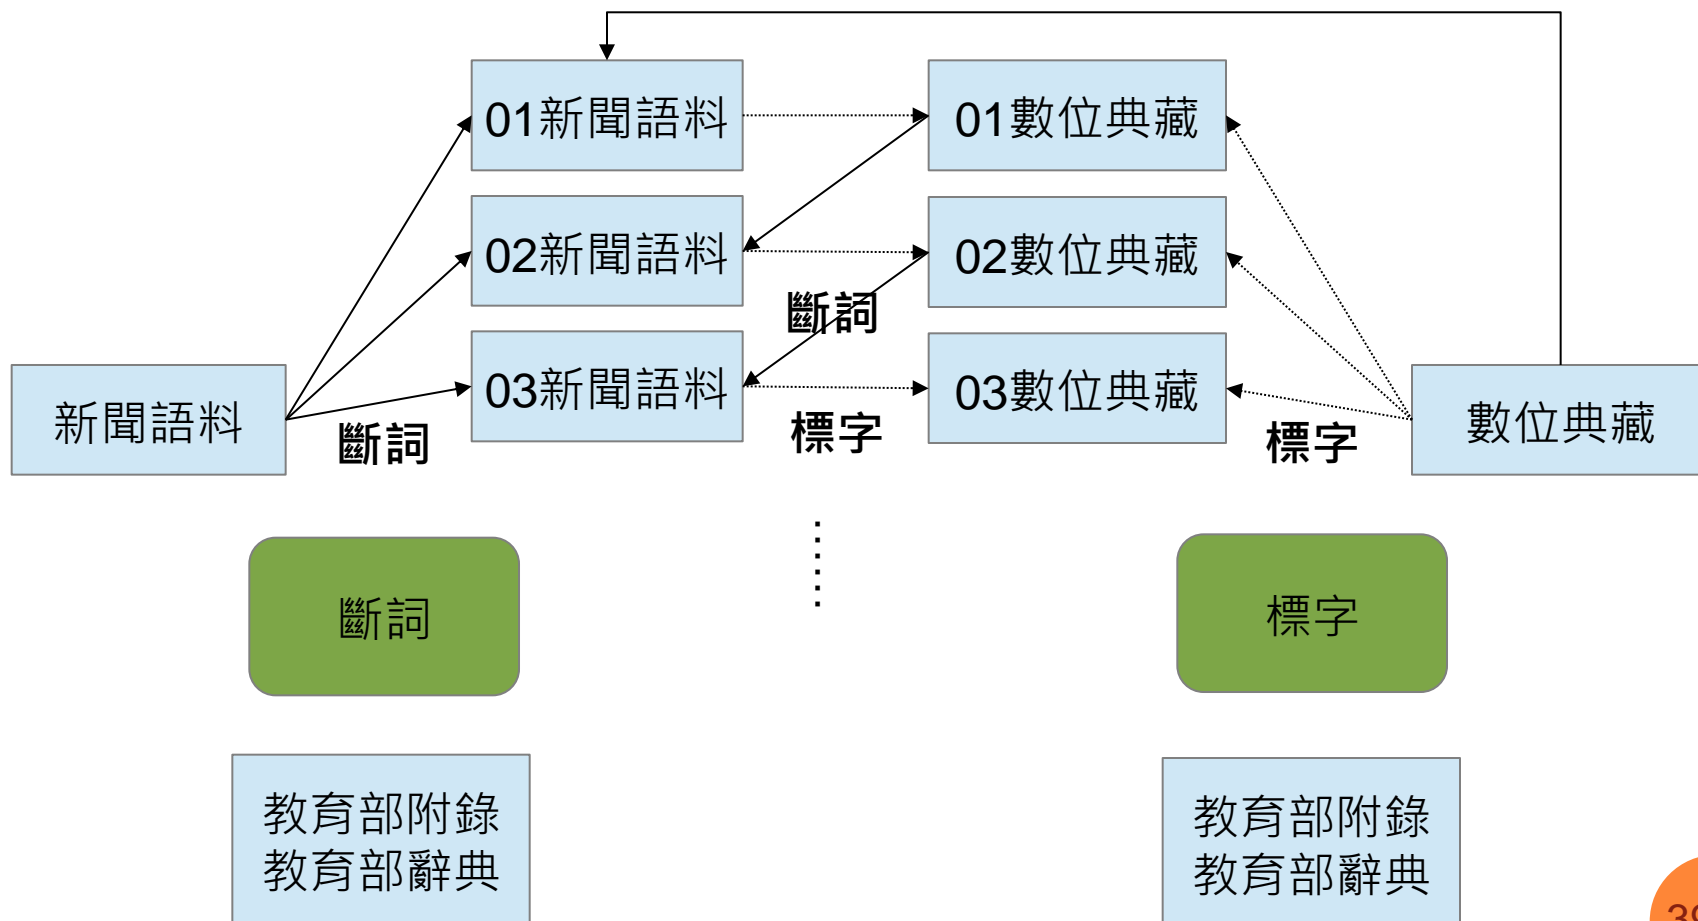 01新聞語料
01數位典藏
02新聞語料
02數位典藏
斷詞
03新聞語料
03數位典藏
新聞語料
斷詞
標字
標字
數位典藏
斷詞
標字
教育部附錄
教育部辭典
教育部附錄
教育部辭典